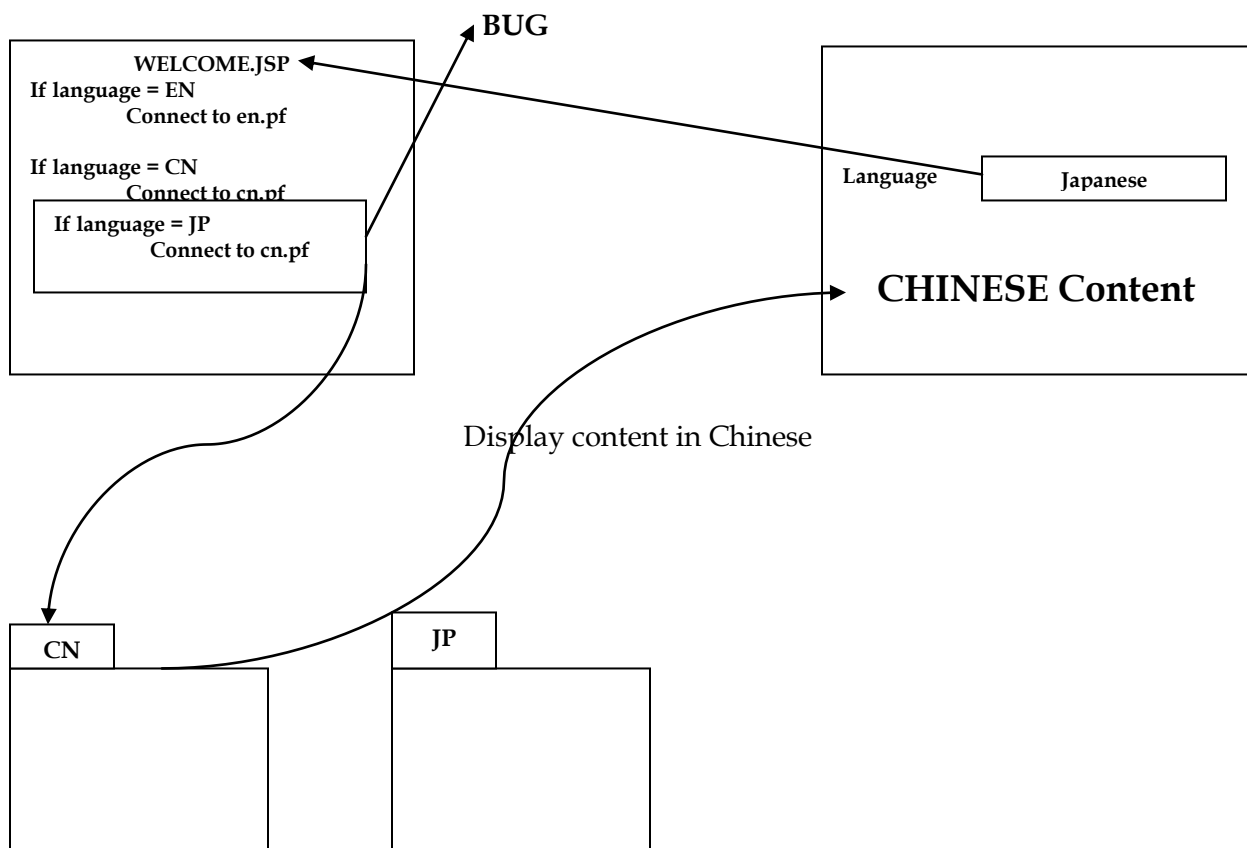 BUG
WELCOME.JSP
If language = EN
Connect to en.pf
If language = CN
Connect to cn.pf
If language = JP
Connect to cn.pf
Language
Japanese
CHINESE Content
Display content in Chinese
CN
JP